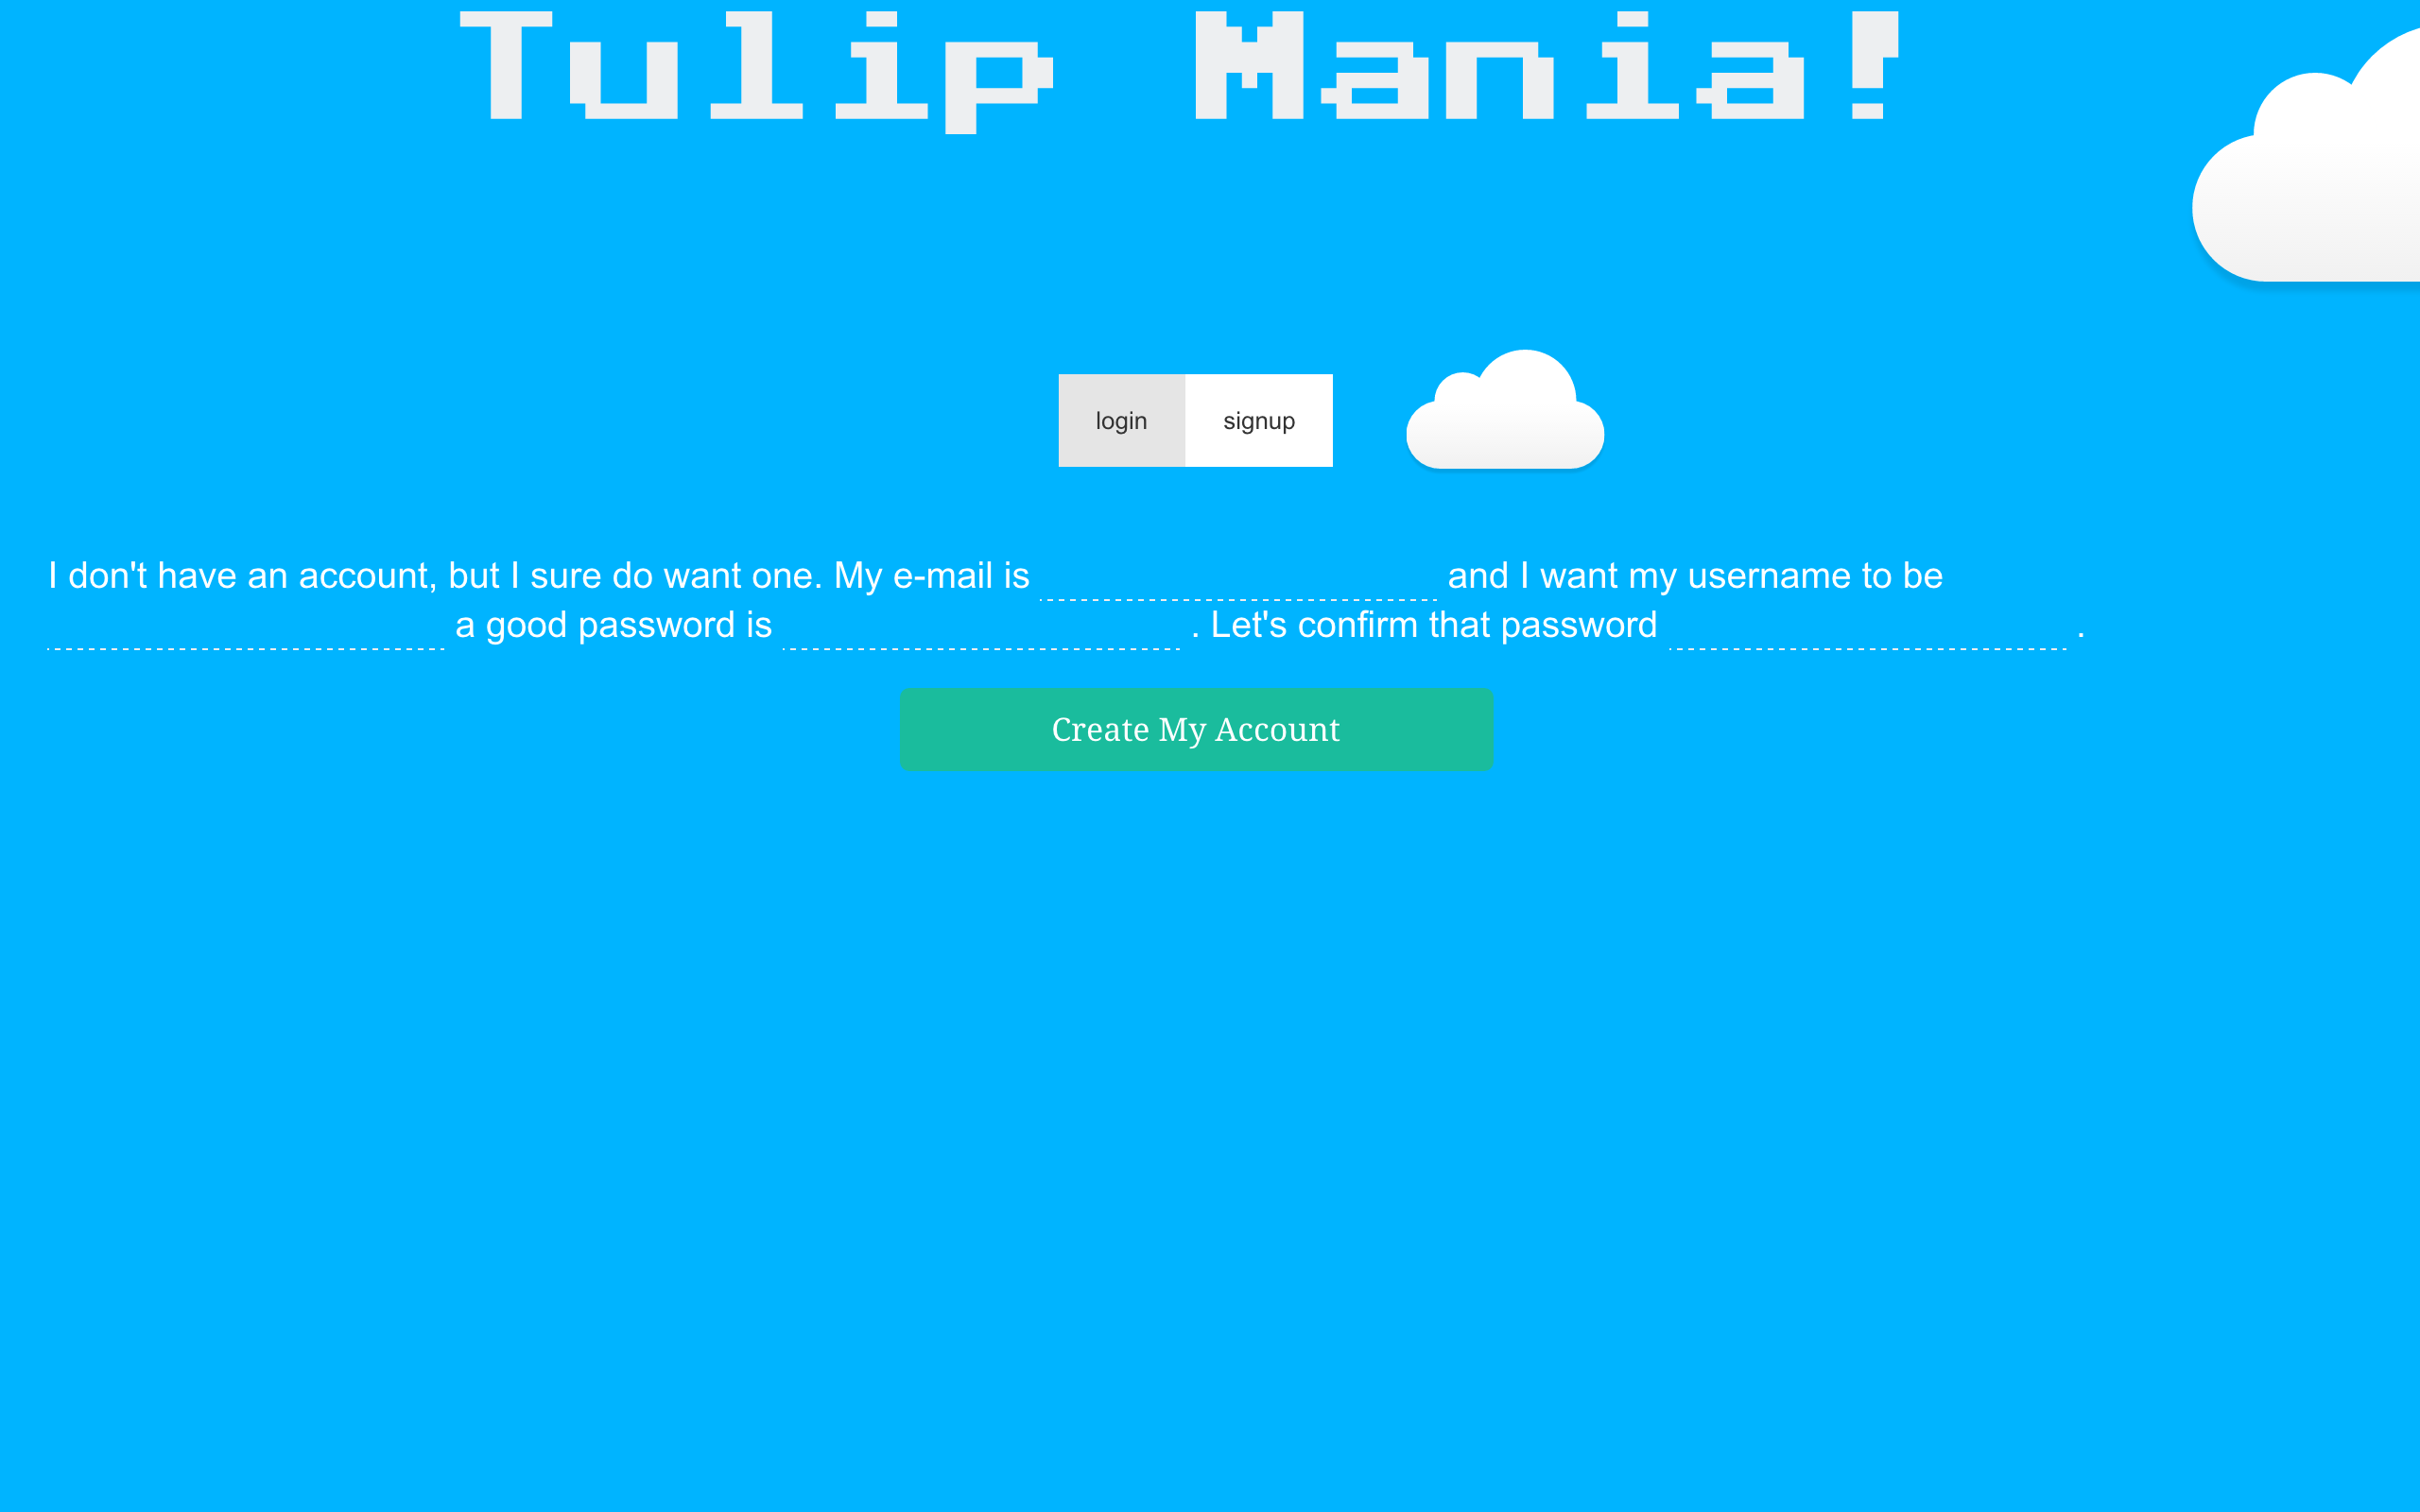 Tulip Mania!
login signup
I don't have an account, but I sure do want one. My e-mail is and I want my username to be
a good password is . Let's confirm that password .
Create My Account